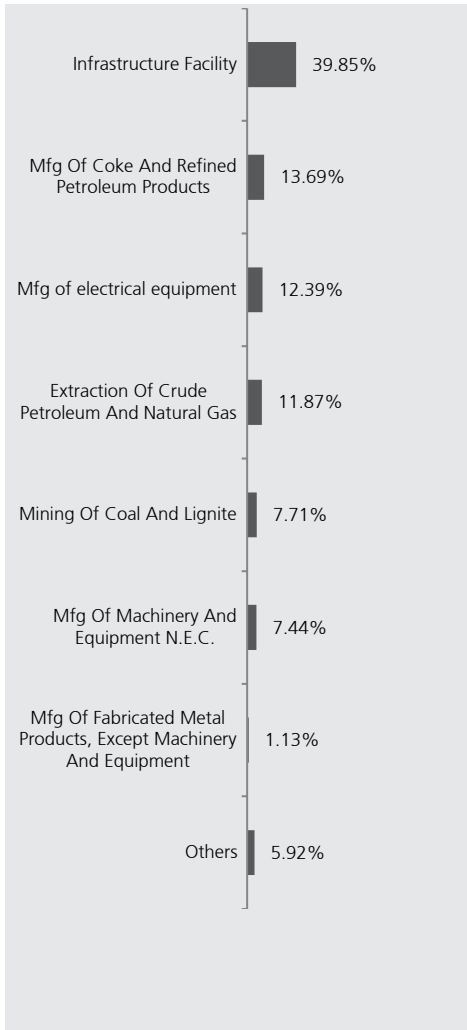 Infrastructure Facility 39.85%
Mfg Of Coke And Refined
Petroleum Products 13.69%
Mfg of electrical equipment 12.39%
Extraction Of Crude
Petroleum And Natural Gas 11.87%
Mining Of Coal And Lignite 7.71%
Mfg Of Machinery And
Equipment N.E.C. 7.44%
Mfg Of Fabricated Metal
Products, Except Machinery 1.13%
And Equipment
Others 5.92%